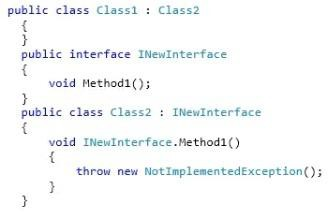 public class Class1 : Class2
{
}
public interface INewInterface
{
void Method1();
}
public class Class2 : INewInterface
{
void INewInterface.Method1()
{
throw new NotImplementedException();
}
}